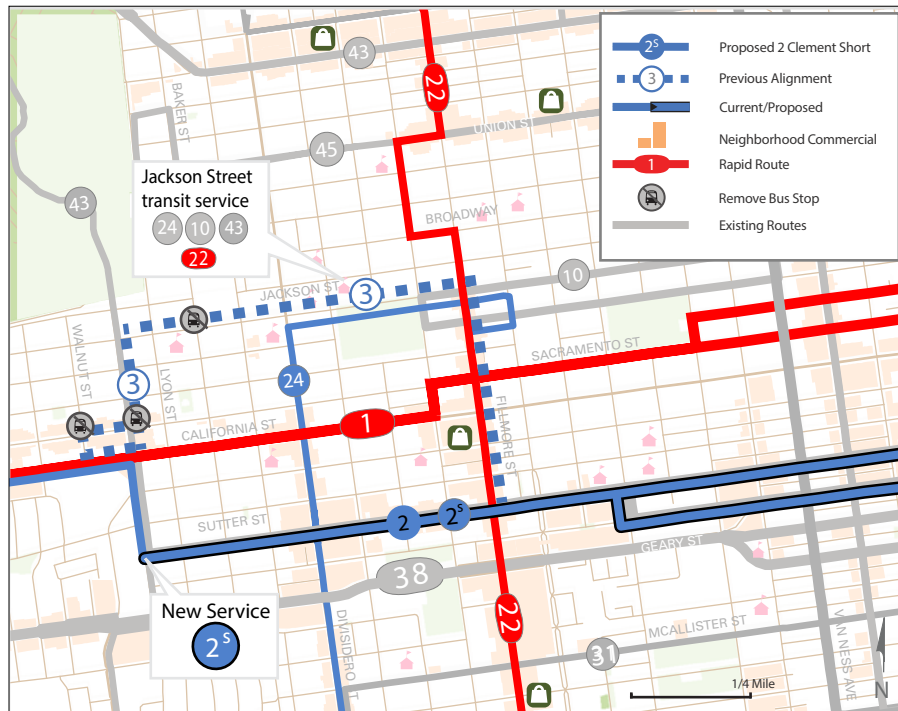 43
22
2ˢ
Proposed 2 Clement Short
3
Previous Alignment
Current/Proposed
Neighborhood Commercial
1
Rapid Route
Remove Bus Stop
Existing Routes
BAKER ST
UNION ST
45
Jackson Street
transit service
24 10 43
22
43
BROADWAY
10
JACKSON ST
3
WALNUT ST
LYON ST
3
24
SACRAMENTO ST
CALIFORNIA ST
1
FILLMORE ST
SUTTER ST
2
2ˢ
GEARY ST
38
New Service
2ˢ
DIVISIDERO ST
22
MCALLISTER ST
31
VAN NESS AVE
1/4 Mile
N